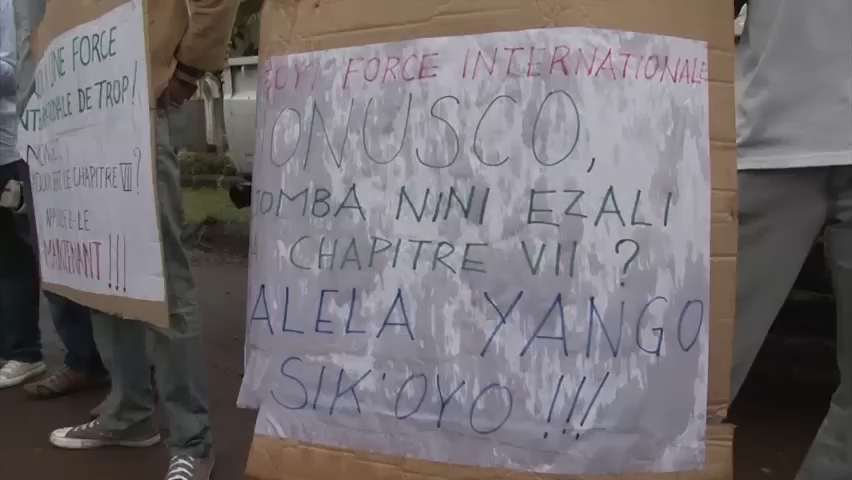 UNE FORCE
DE TROP!
LE CHAPITRE VII?
LE
MAINTENANT!!!
FORCE INTERNATIONALE
ONUSCO,
NINI EZALI
CHAPITRE VII ?
ALELA YANGO
SIK'OYO !!!